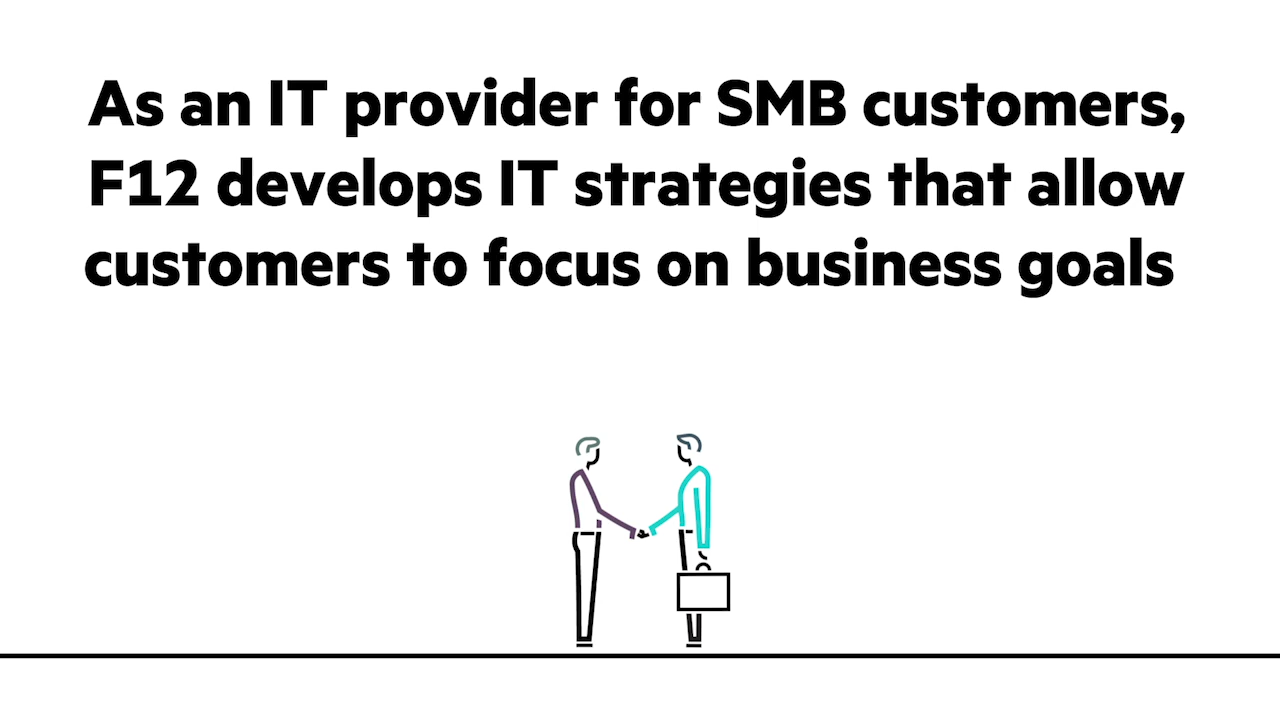 As an IT provider for SMB customers,
F12 develops IT strategies that allow
customers to focus on business goals